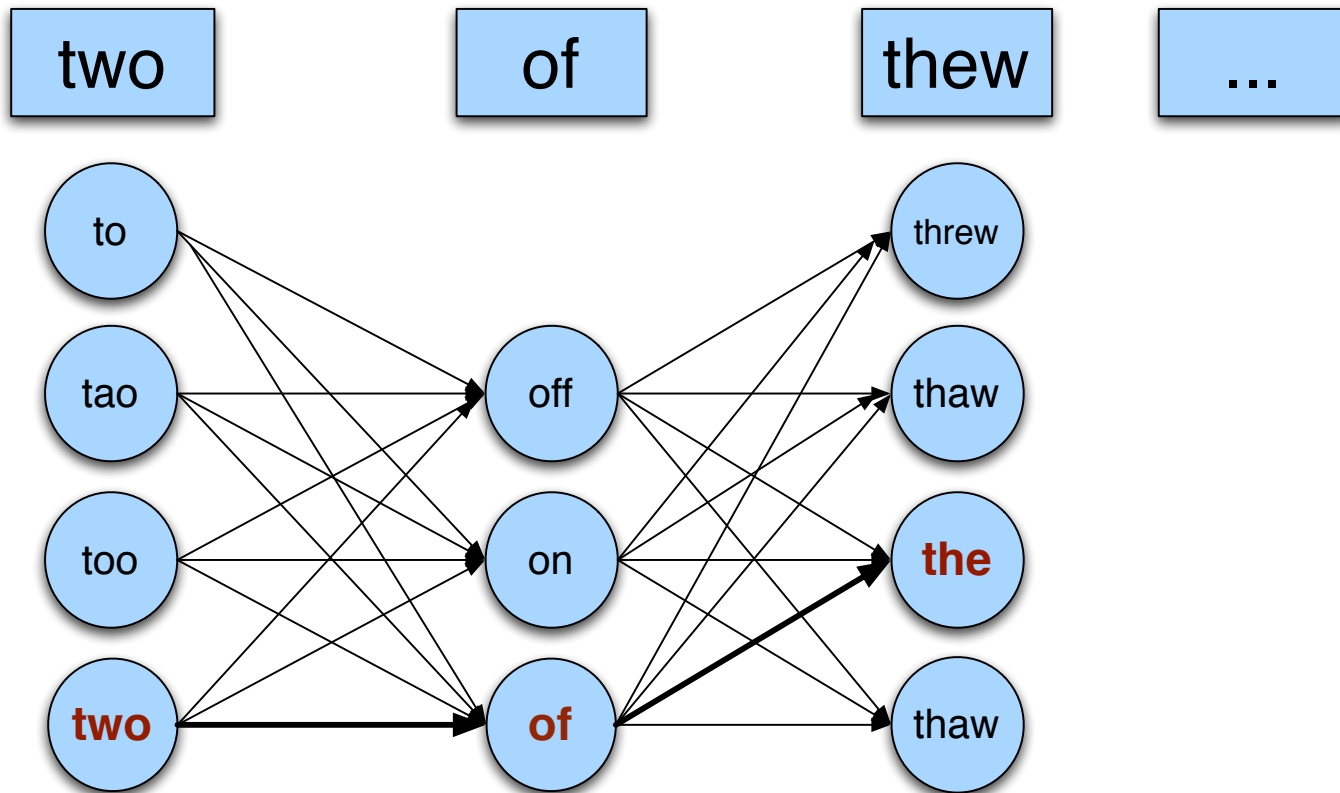 two of thew ...
to threw
tao off thaw
too on the
two of thaw